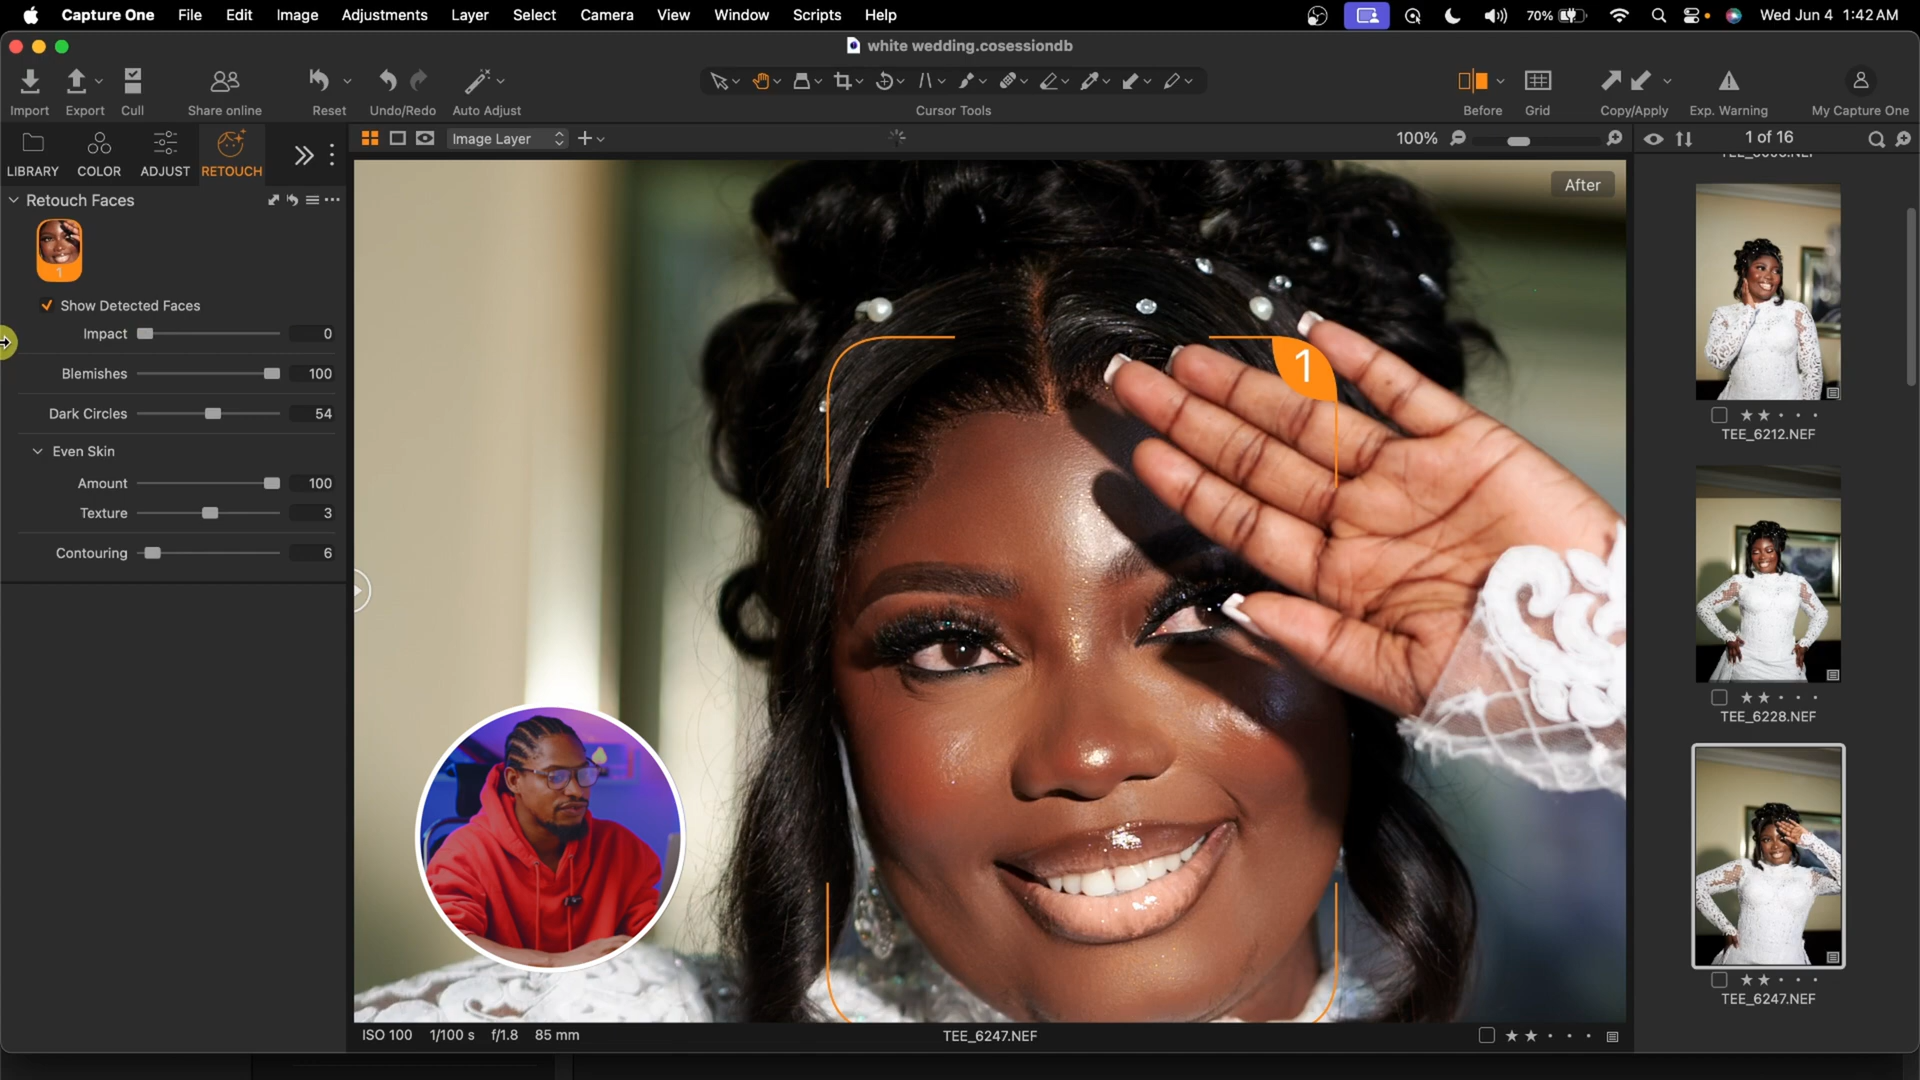 Capture One File Edit Image Adjustments Layer Select Camera View Window Scripts Help 70% Wed Jun 4 1:42 AM
white wedding.cosessiondb
Import Export Cull Share online Reset Undo/Redo Auto Adjust Cursor Tools Before Grid Copy/Apply Exp. Warning My Capture One
LIBRARY COLOR ADJUST RETOUCH
Image Layer
100%
1 of 16
After
Retouch Faces
1
Show Detected Faces
Impact 0
Blemishes 100
Dark Circles 54
Even Skin
Amount 100
Texture 3
Contouring 6
1
TEE_6212.NEF
TEE_6228.NEF
TEE_6247.NEF
ISO 100 1/100 s f/1.8 85 mm
TEE_6247.NEF